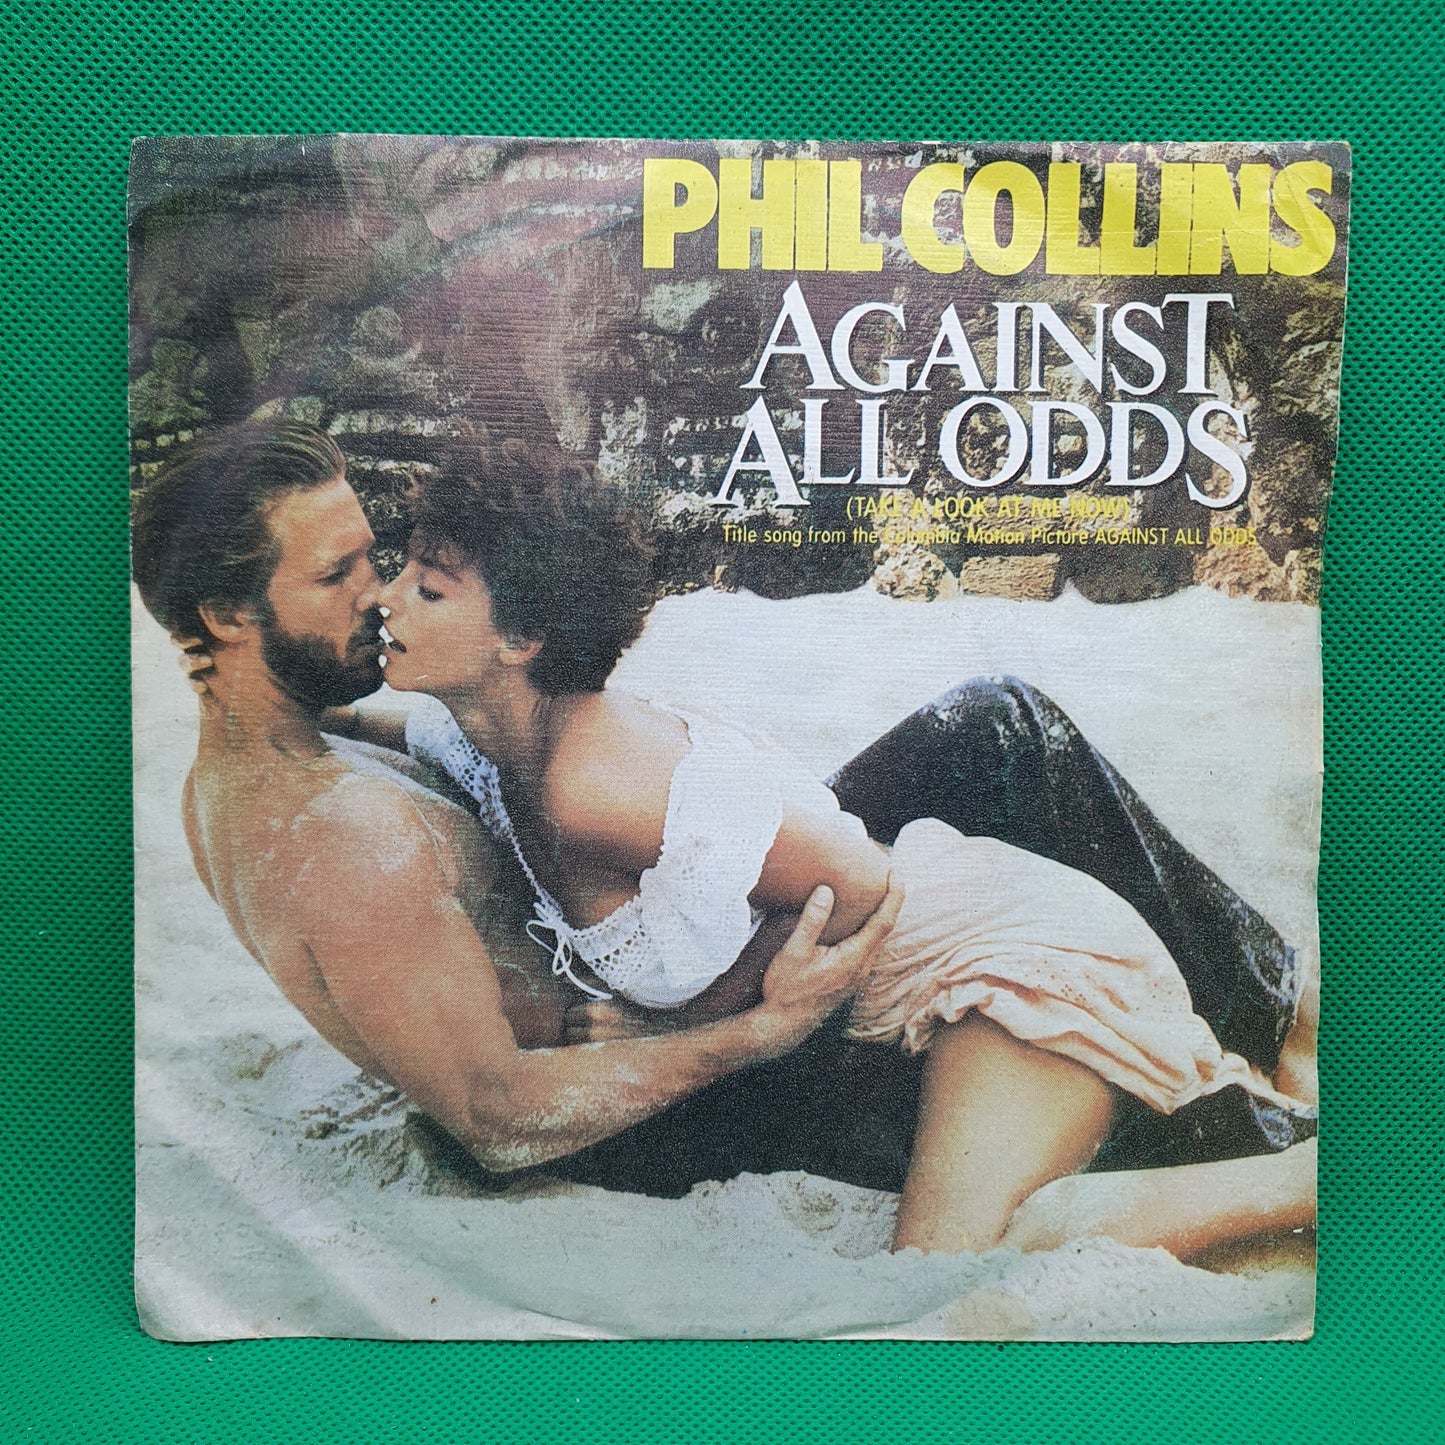 PHIL COLLINS
AGAINST
ALL ODDS
(TAKE A LOOK AT ME NOW)
Title song from the Columbia Motion Picture AGAINST ALL ODDS